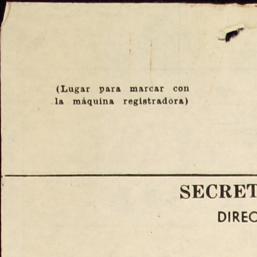 (Lugar para marcar con
la máquina registradora)
SECRET
DIREC